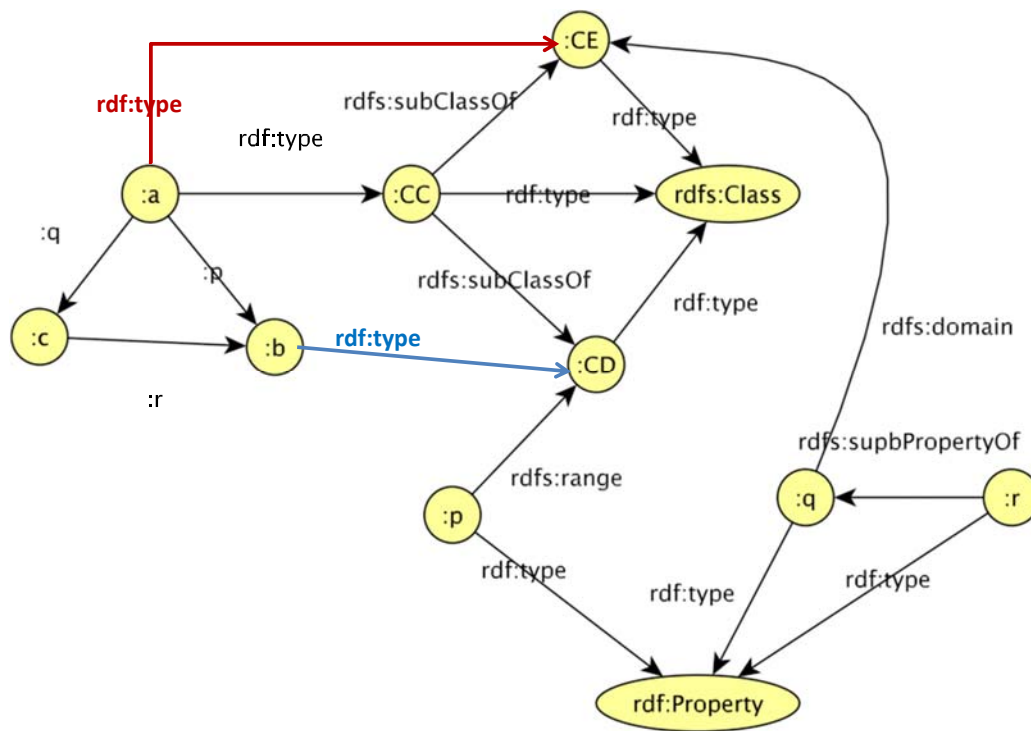 :CE
rdf:type
rdfs:subClassOf
rdf:type
rdf:type
:a
:CC
rdf:type
rdfs:Class
:q
:p
rdfs:subClassOf
rdf:type
:c
:b
rdf:type
:CD
rdfs:domain
:r
rdfs:supbPropertyOf
rdfs:range
:p
:q
:r
rdf:type
rdf:type
rdf:type
rdf:Property